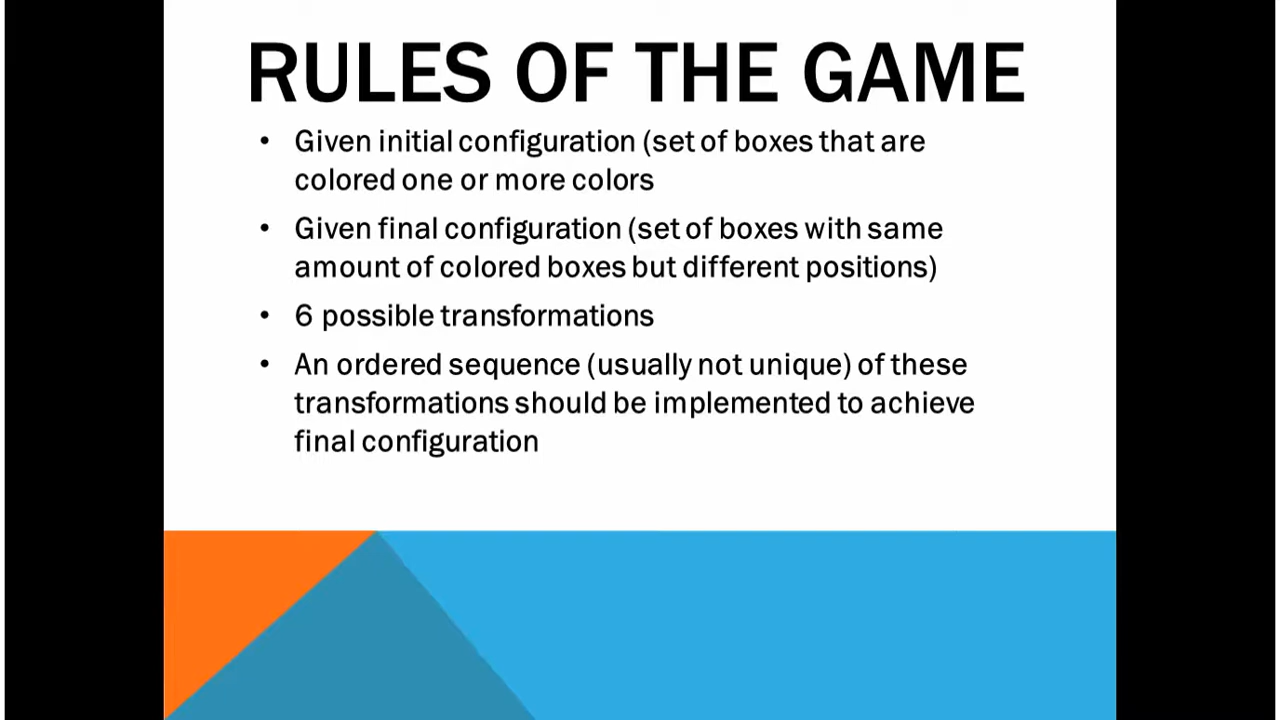 RULES OF THE GAME
• Given initial configuration (set of boxes that are
colored one or more colors
• Given final configuration (set of boxes with same
amount of colored boxes but different positions)
• 6 possible transformations
• An ordered sequence (usually not unique) of these
transformations should be implemented to achieve
final configuration